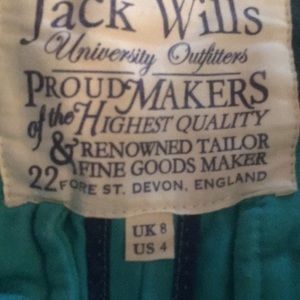 Jack Wills
University Outfitters
PROUD MAKERS
of the HIGHEST QUALITY
& RENOWNED TAILOR
FINE GOODS MAKER
22 FORE ST. DEVON, ENGLAND
UK 8
US 4